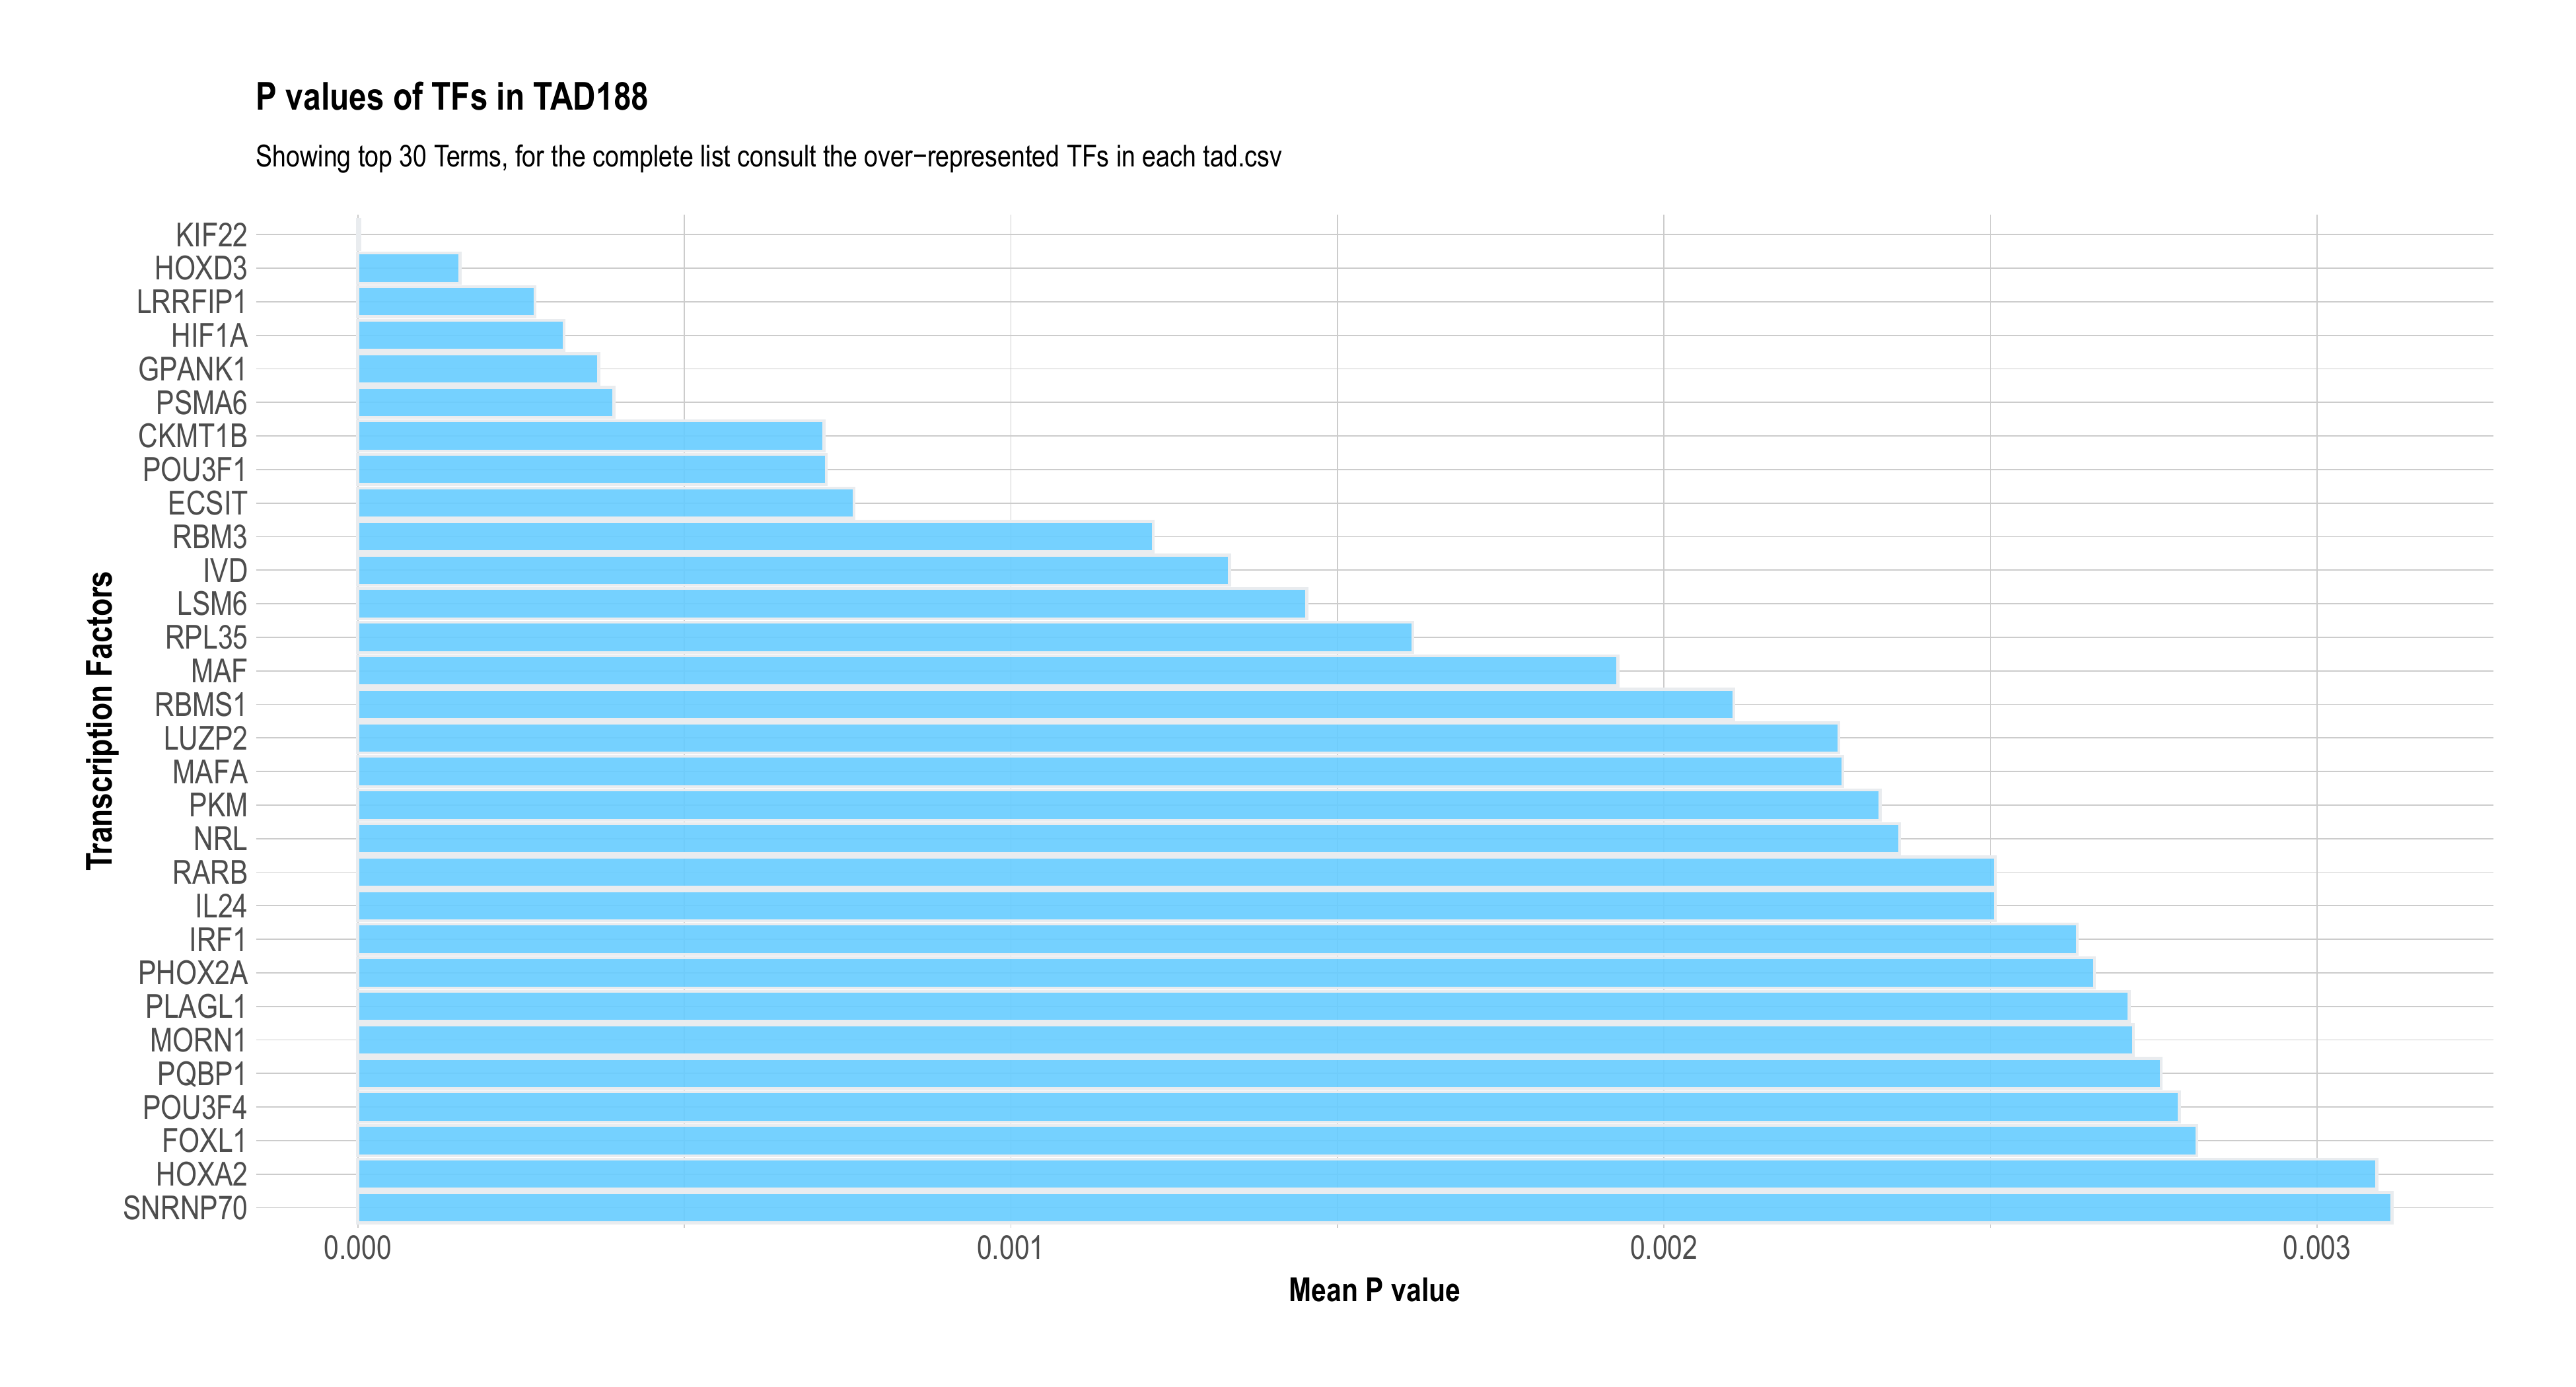 P values of TFs in TAD188
Showing top 30 Terms, for the complete list consult the over−represented TFs in each tad.csv
Transcription Factors
KIF22
HOXD3
LRRFIP1
HIF1A
GPANK1
PSMA6
CKMT1B
POU3F1
ECSIT
RBM3
IVD
LSM6
RPL35
MAF
RBMS1
LUZP2
MAFA
PKM
NRL
RARB
IL24
IRF1
PHOX2A
PLAGL1
MORN1
PQBP1
POU3F4
FOXL1
HOXA2
SNRNP70
0.000 0.001 0.002 0.003
Mean P value